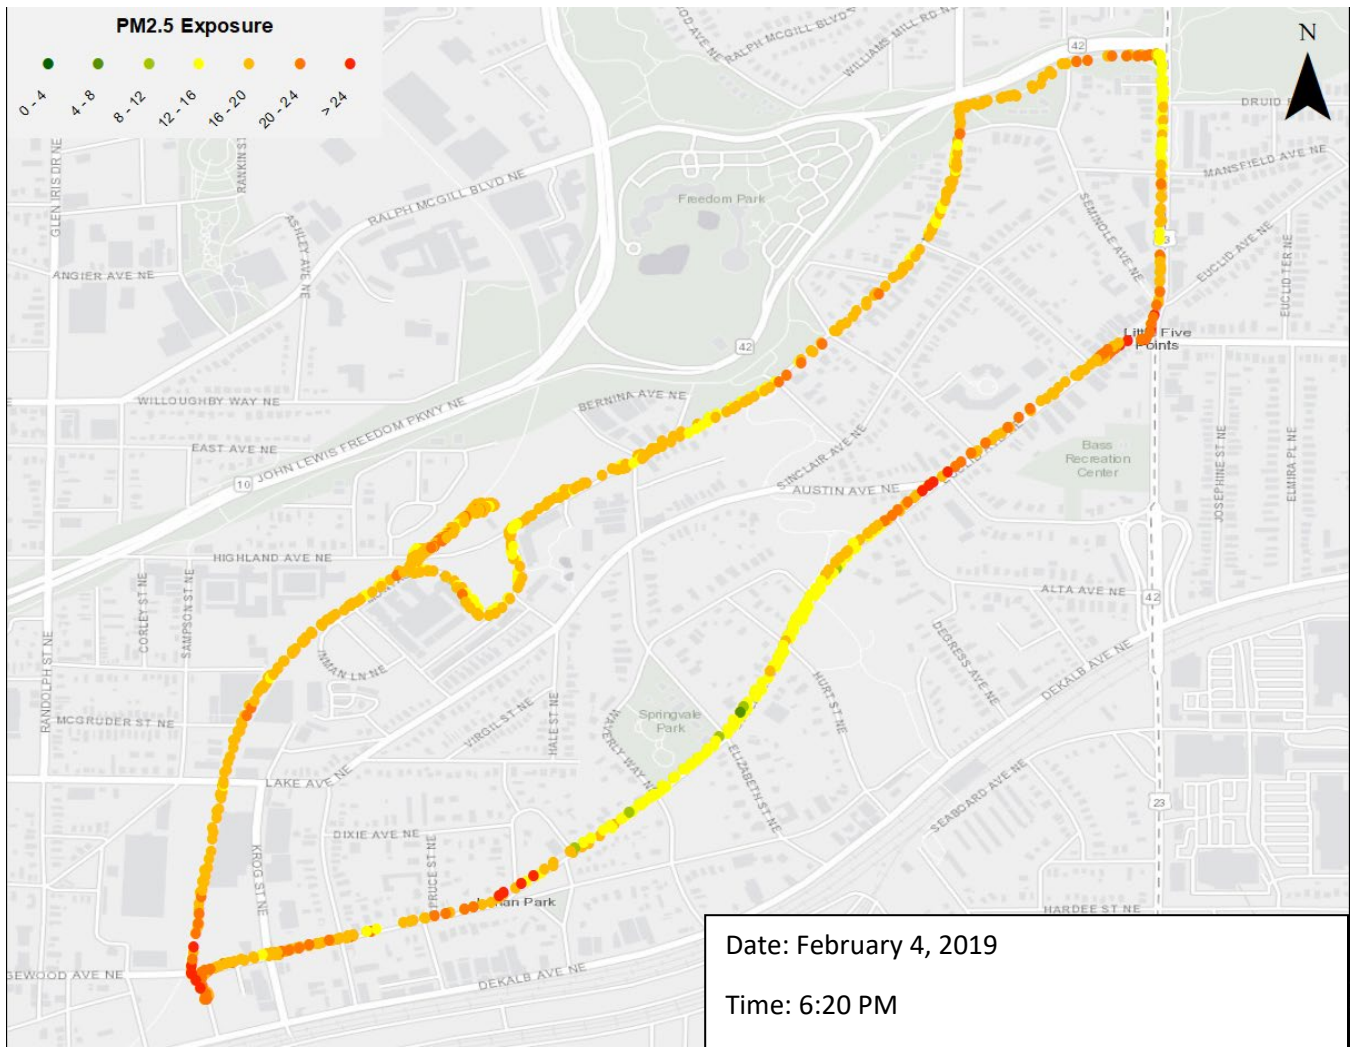 PM2.5 Exposure
0 - 4
4 - 8
8 - 12
12 - 16
16 - 20
20 - 24
> 24
N
RALPH MCGILL BLVD
WILLIAMS MILL RD N
42
DRUID
MANSFIELD AVE NE
GLEN IRIS DR NE
RANKIN ST
RALPH MCGILL BLVD NE
ASHLEY AVE NE
Freedom Park
SEMINOLE AVE NE
EUCLID AVE NE
EUCLID TER NE
ANGIER AVE NE
42
Points
WILLOUGHBY WAY NE
BERNINA AVE NE
EAST AVE NE
10
JOHN LEWIS FREEDOM PKWY NE
SINCLAIR AVE NE
AUSTIN AVE NE
Bass
Recreation
Center
JOSEPHINE ST NE
ELMIRA PL NE
HIGHLAND AVE NE
CORLEY ST NE
SAMPSON ST NE
ALTA AVE NE
42
DEGRESS AVE NE
DEKALB AVE NE
RANDOLPH ST NE
INMAN LN NE
HURT ST NE
MCGRUDER ST NE
VIRGIL ST NE
HALE ST NE
Springvale
Park
WAVERLY WAY N
ELIZABETH ST NE
LAKE AVE NE
SEABOARD AVE NE
23
DIXIE AVE NE
KROG ST NE
PRUCE ST NE
Park
HARDEE ST NE
GEWOOD AVE NE
DEKALB AVE NE
Date: February 4, 2019
Time: 6:20 PM